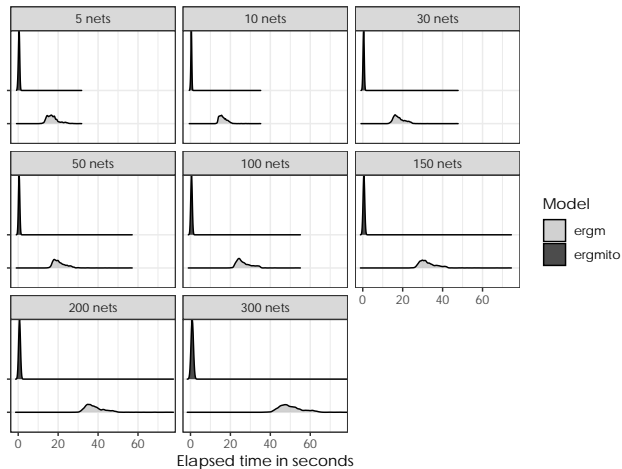 5 nets
10 nets
30 nets
50 nets
100 nets
150 nets
Model
ergm
ergmito
0 20 40 60
200 nets
300 nets
0 20 40 60
0 20 40 60
Elapsed time in seconds